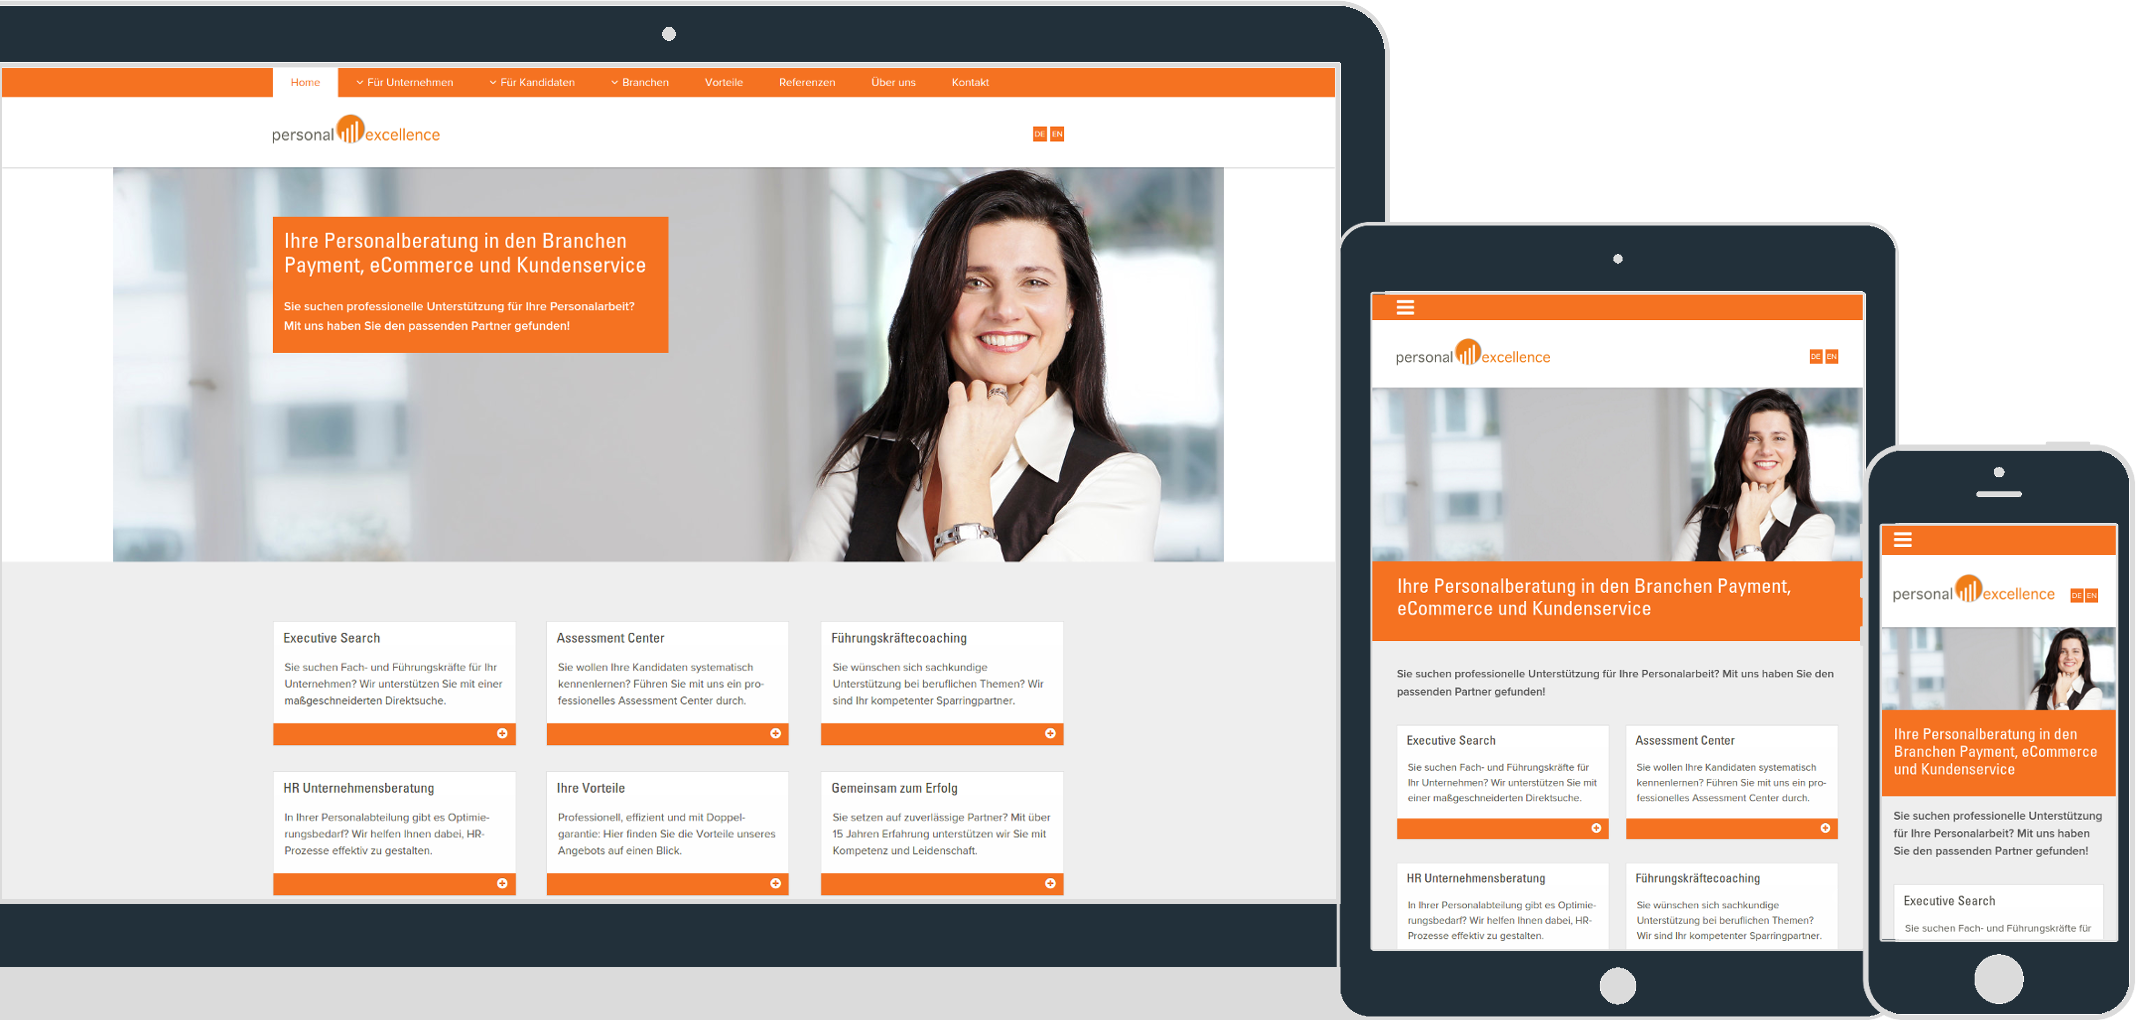 Home Für Unternehmen Für Kandidaten Branchen Vorteile Referenzen Über uns Kontakt
personal excellence
DE EN
Ihre Personalberatung in den Branchen
Payment, eCommerce und Kundenservice
Sie suchen professionelle Unterstützung für Ihre Personalarbeit?
Mit uns haben Sie den passenden Partner gefunden!
Executive Search
Sie suchen Fach- und Führungskräfte für Ihr
Unternehmen? Wir unterstützen Sie mit einer
maßgeschneiderten Direktsuche.
Assessment Center
Sie wollen Ihre Kandidaten systematisch
kennenlernen? Führen Sie mit uns ein pro-
fessionelles Assessment Center durch.
Führungskräftecoaching
Sie wünschen sich sachkundige
Unterstützung bei beruflichen Themen? Wir
sind Ihr kompetenter Sparringpartner.
HR Unternehmensberatung
In Ihrer Personalabteilung gibt es Optimie-
rungsbedarf? Wir helfen Ihnen dabei, HR-
Prozesse effektiv zu gestalten.
Ihre Vorteile
Professionell, effizient und mit Doppel-
garantie: Hier finden Sie die Vorteile unseres
Angebots auf einen Blick.
Gemeinsam zum Erfolg
Sie setzen auf zuverlässige Partner? Mit über
15 Jahren Erfahrung unterstützen wir Sie mit
Kompetenz und Leidenschaft.
personal excellence
DE EN
Ihre Personalberatung in den Branchen Payment,
eCommerce und Kundenservice
Sie suchen professionelle Unterstützung für Ihre Personalarbeit? Mit uns haben Sie den
passenden Partner gefunden!
Executive Search
Sie suchen Fach- und Führungskräfte für
Ihr Unternehmen? Wir unterstützen Sie mit
einer maßgeschneiderten Direktsuche.
Assessment Center
Sie wollen Ihre Kandidaten systematisch
kennenlernen? Führen Sie mit uns ein pro-
fessionelles Assessment Center durch.
HR Unternehmensberatung
In Ihrer Personalabteilung gibt es Optimie-
rungsbedarf? Wir helfen Ihnen dabei, HR-
Prozesse effektiv zu gestalten.
Führungskräftecoaching
Sie wünschen sich sachkundige
Unterstützung bei beruflichen Themen?
Wir sind Ihr kompetenter Sparringpartner.
personal excellence
DE EN
Ihre Personalberatung in den
Branchen Payment, eCommerce
und Kundenservice
Sie suchen professionelle Unterstützung
für Ihre Personalarbeit? Mit uns haben
Sie den passenden Partner gefunden!
Executive Search
Sie suchen Fach- und Führungskräfte für